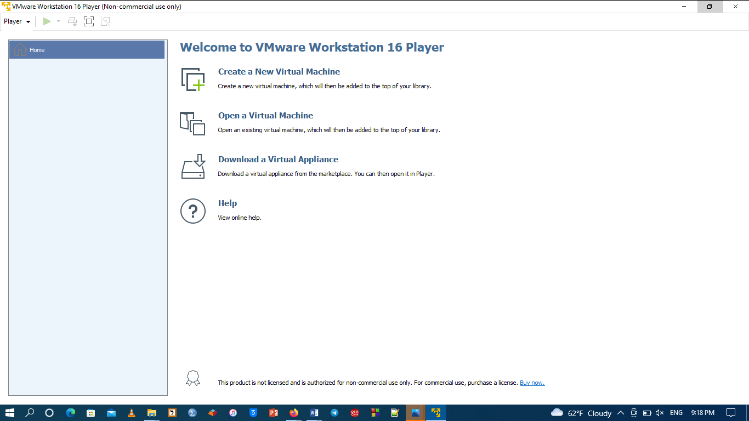 VMware Workstation 16 Player (Non-commercial use only)
Player
Home
Welcome to VMware Workstation 16 Player
Create a New Virtual Machine
Create a new virtual machine, which will then be added to the top of your library.
Open a Virtual Machine
Open an existing virtual machine, which will then be added to the top of your library.
Download a Virtual Appliance
Download a virtual appliance from the marketplace. You can then open it in Player.
Help
View online help.
This product is not licensed and is authorized for non-commercial use only. For commercial use, purchase a license. Buy now.
62°F Cloudy ENG 9:18 PM